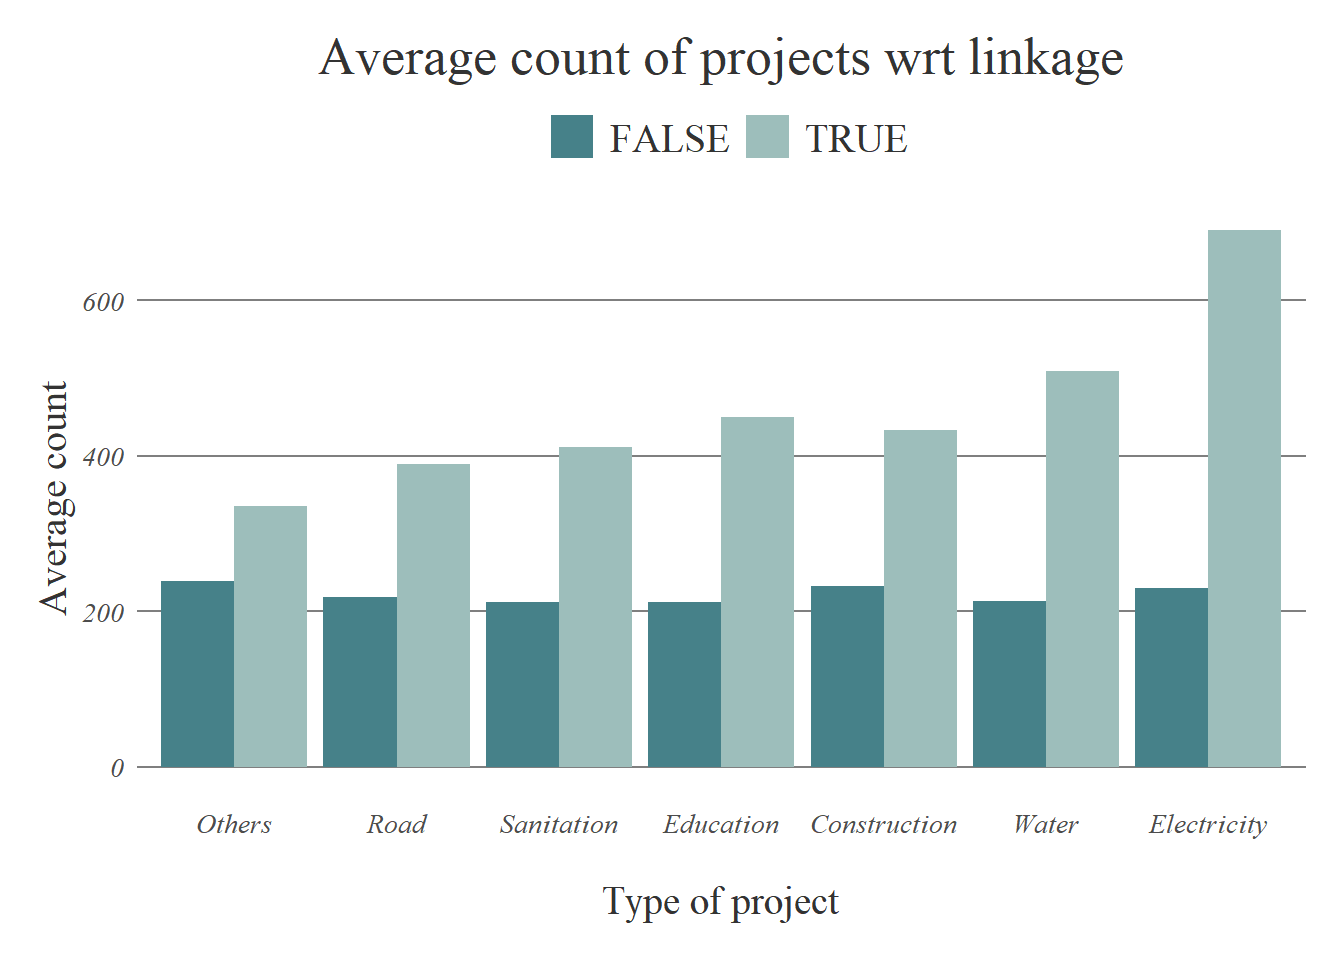 Average count of projects wrt linkage
FALSE TRUE
600
400
200
0
Average count
Others Road Sanitation Education Construction Water Electricity
Type of project